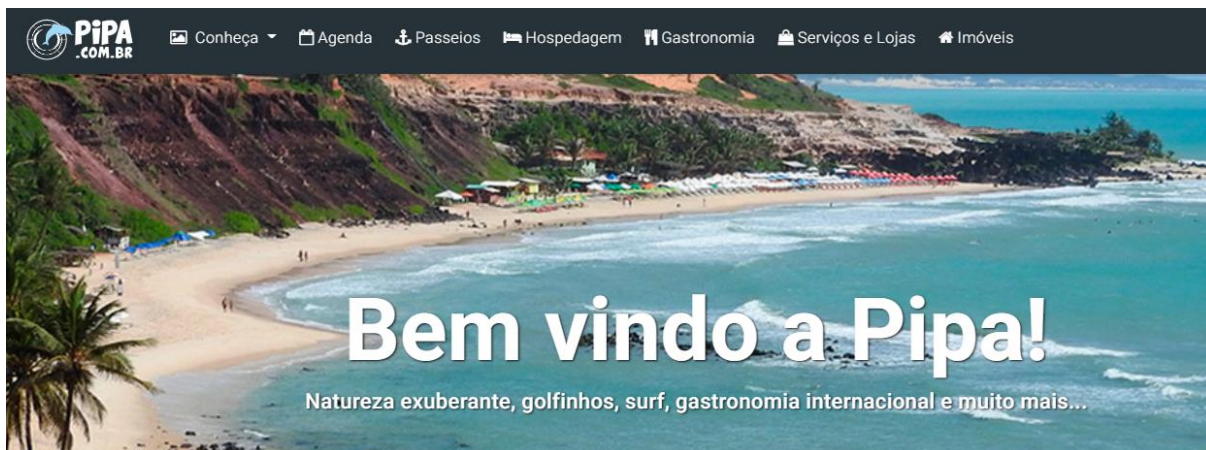 PiPA
.COM.BR
Conheça Agenda Passeios Hospedagem Gastronomia Serviços e Lojas Imóveis
Bem vindo a Pipa!
Natureza exuberante, golfinhos, surf, gastronomia internacional e muito mais...